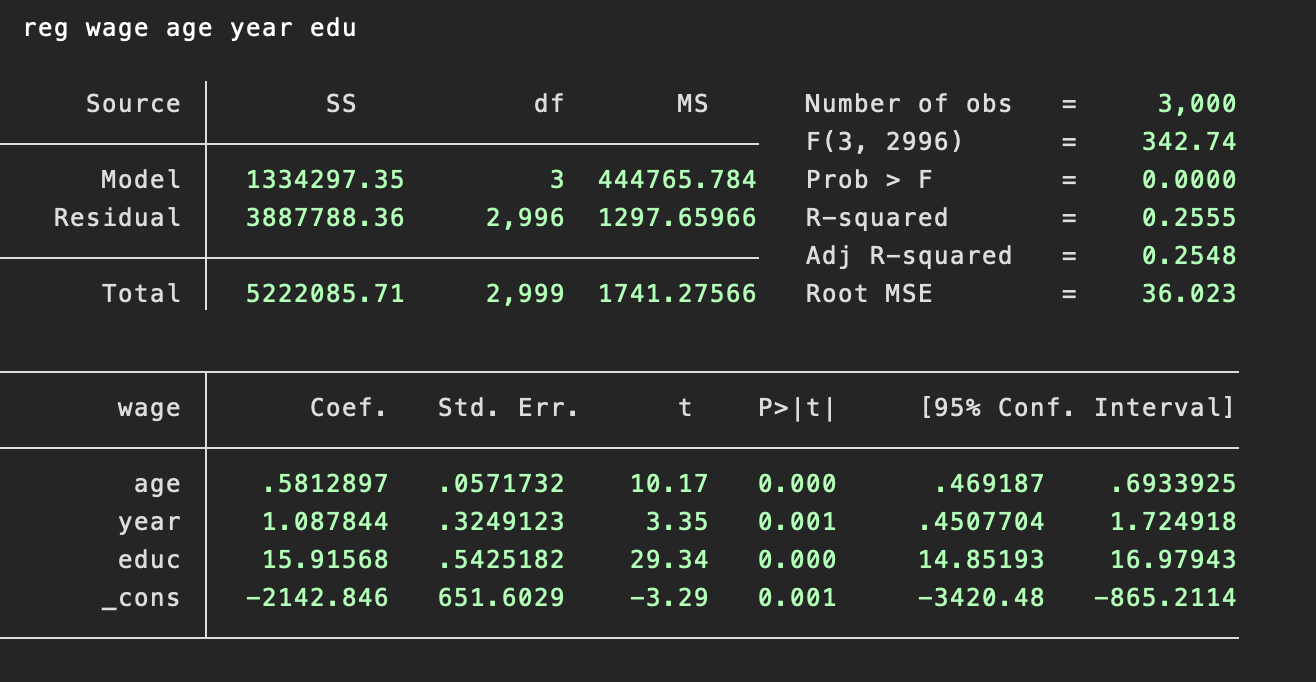 reg wage age year edu
Source SS df MS Number of obs = 3,000
F(3, 2996) = 342.74
Model 1334297.35 3 444765.784 Prob > F = 0.0000
Residual 3887788.36 2,996 1297.65966 R-squared = 0.2555
Adj R-squared = 0.2548
Total 5222085.71 2,999 1741.27566 Root MSE = 36.023
wage Coef. Std. Err. t P>|t| [95% Conf. Interval]
age .5812897 .0571732 10.17 0.000 .469187 .6933925
year 1.087844 .3249123 3.35 0.001 .4507704 1.724918
educ 15.91568 .5425182 29.34 0.000 14.85193 16.97943
_cons -2142.846 651.6029 -3.29 0.001 -3420.48 -865.2114